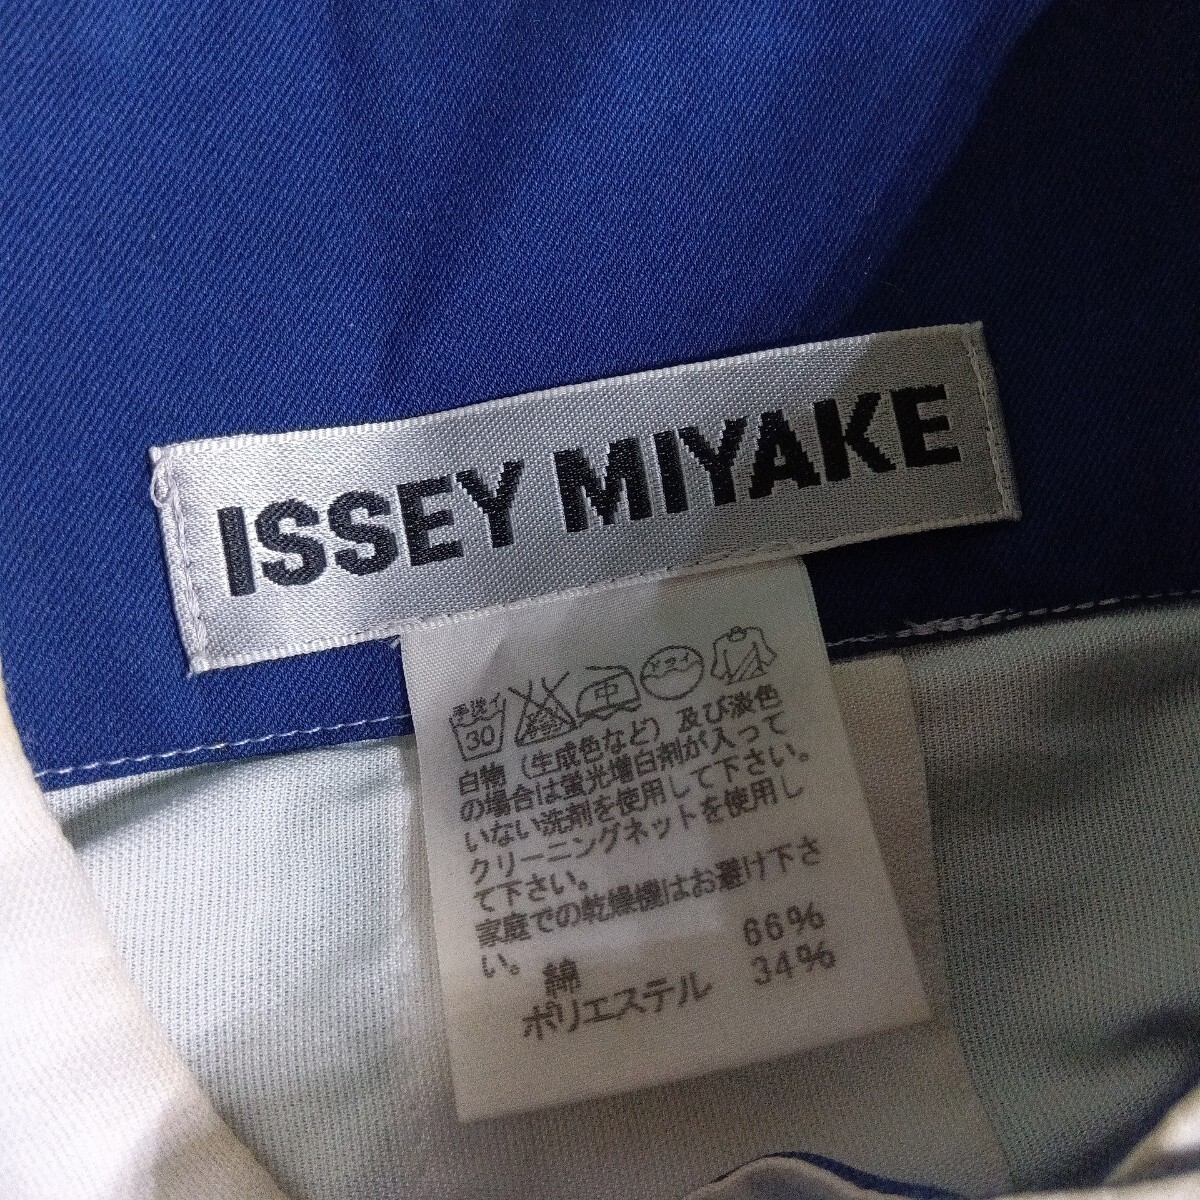 ISSEY MIYAKE
手洗イ
30
中
ドライ
白物（生成色など）及び淡色
の場合は蛍光増白剤が入って
いない洗剤を使用して下さい。
クリーニングネットを使用し
て下さい。
家庭での乾燥機はお避け下さ
い。
綿 66%
ポリエステル 34%